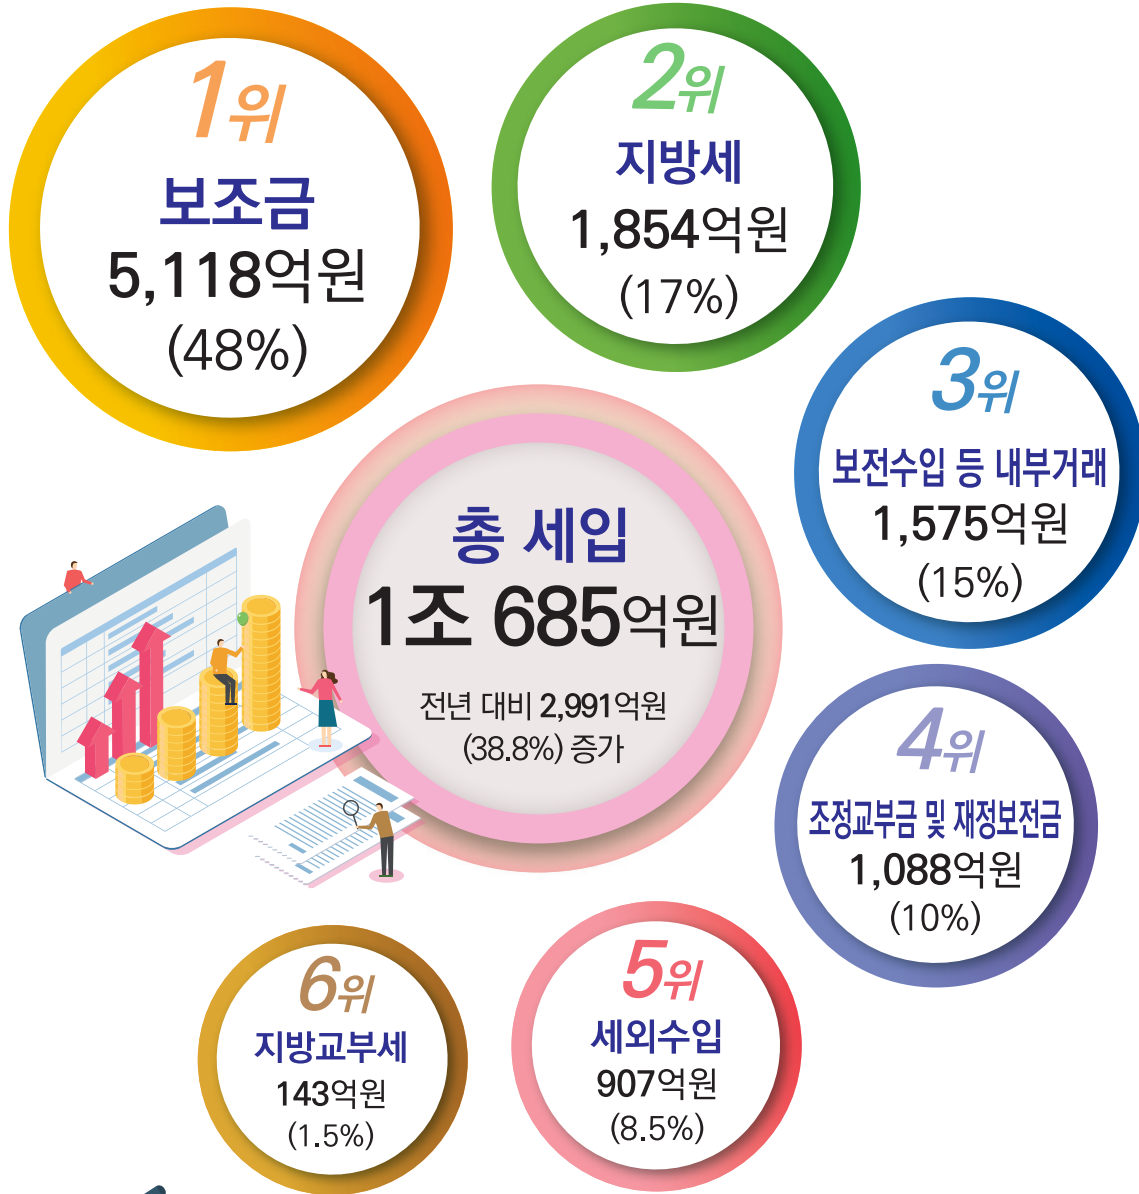 1위
보조금
5,118억원
(48%)
2위
지방세
1,854억원
(17%)
3위
보전수입 등 내부거래
1,575억원
(15%)
총 세입
1조 685억원
전년 대비 2,991억원
(38.8%) 증가
4위
조정교부금 및 재정보전금
1,088억원
(10%)
5위
세외수입
907억원
(8.5%)
6위
지방교부세
143억원
(1.5%)